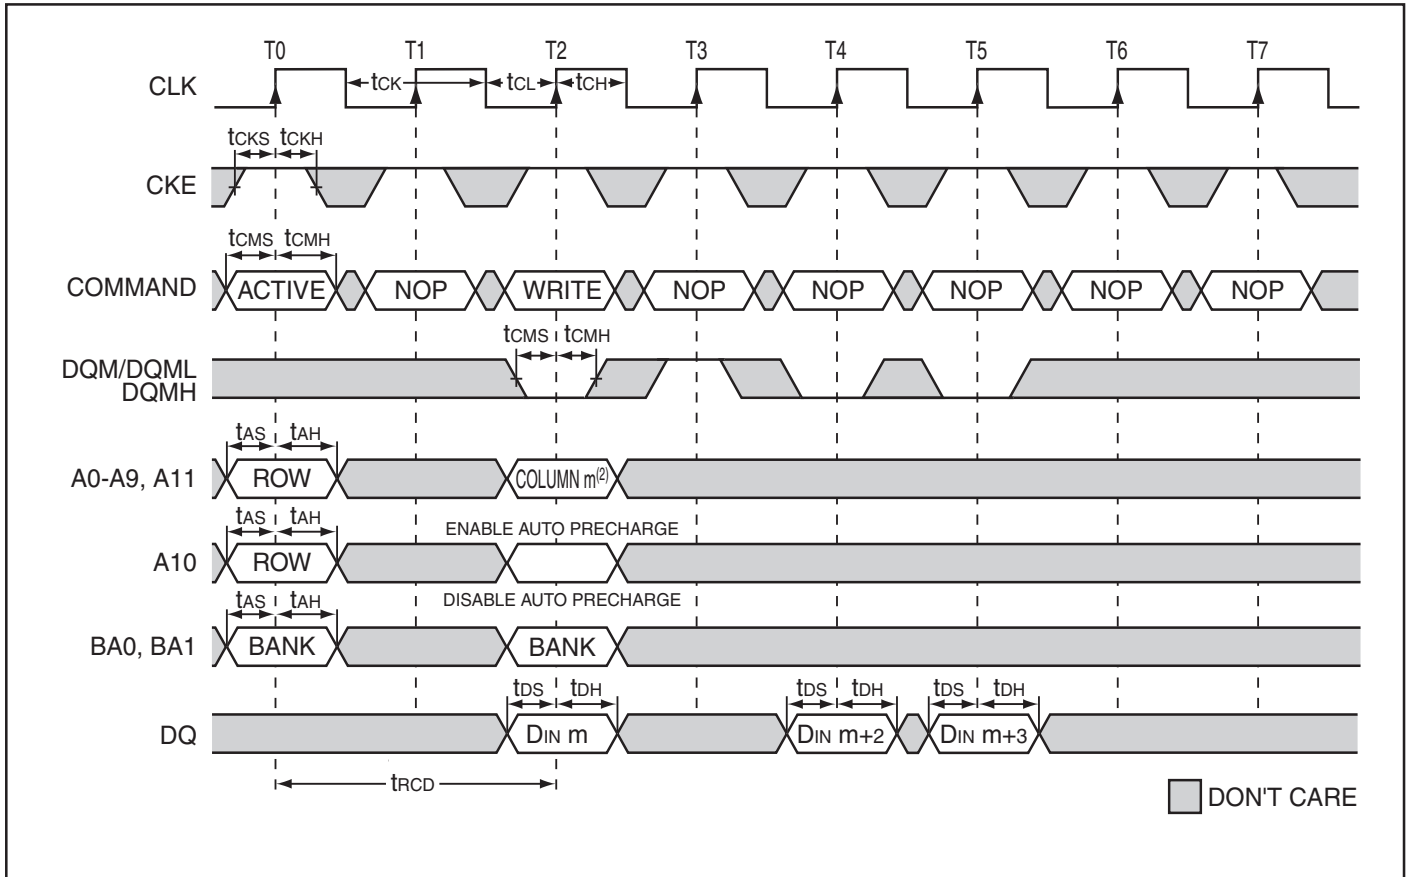 T0 T1 T2 T3 T4 T5 T6 T7
CLK
tCK tCL tCH
tCKS tCKH
CKE
tCMS tCMH
COMMAND ACTIVE NOP WRITE NOP NOP NOP NOP NOP
tCMS tCMH
DQM/DQML
DQMH
tAS tAH
A0-A9, A11 ROW COLUMN m(2)
tAS tAH ENABLE AUTO PRECHARGE
A10 ROW
tAS tAH DISABLE AUTO PRECHARGE
BA0, BA1 BANK BANK
tDS tDH tDS tDH tDS tDH
DQ DIN m DIN m+2 DIN m+3
tRCD
DON'T CARE